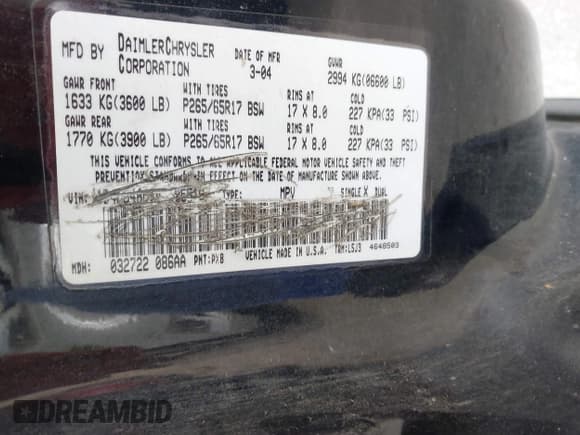 MFD BY DAIMLERCHRYSLER CORPORATION DATE OF MFR 3-04 GVWR 2994 KG(06600 LB)
GAWR FRONT WITH TIRES RIMS AT COLD
1633 KG(3600 LB) P265/65R17 BSW 17 X 8.0 227 KPA(33 PSI)
GAWR REAR WITH TIRES RIMS AT COLD
1770 KG(3900 LB) P265/65R17 BSW 17 X 8.0 227 KPA(33 PSI)
THIS VEHICLE CONFORMS TO ALL APPLICABLE FEDERAL MOTOR VEHICLE SAFETY AND THEFT
PREVENTION STANDARDS IN EFFECT ON THE DATE OF MANUFACTURE SHOWN ABOVE.
VIN: TYPE: MPV SINGLE X DUAL
MDH: 032722 086AA PNT: VEHICLE MADE IN U.S.A. TRM:LSJ3 4648503
DREAMBID